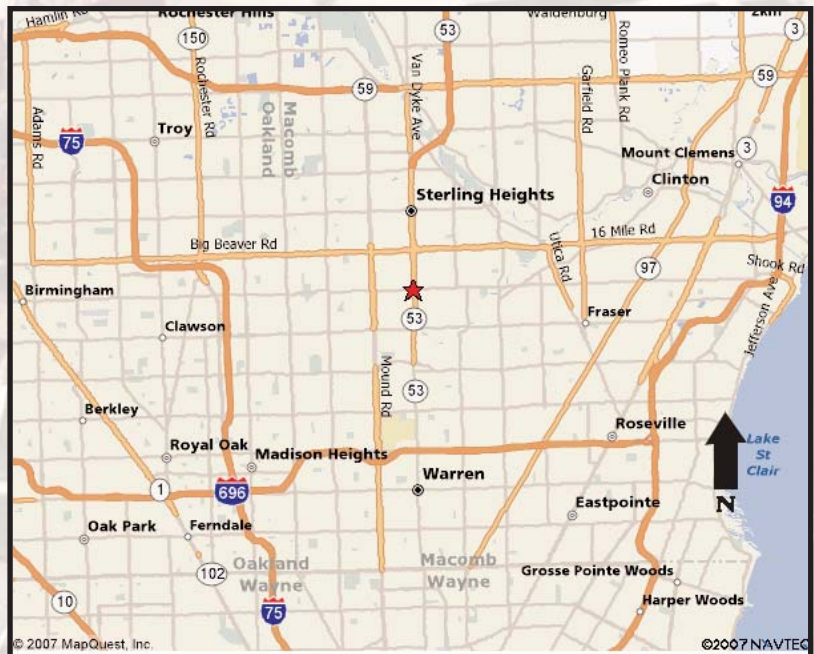 Hamlin Rd
Rochester Hills
150
53
Waldenburg
3
Adams Rd
Rochester Rd
Van Dyke Ave
Romeo Plank Rd
59
59
Garfield Rd
Macomb
Oakland
75
Troy
3
Mount Clemens
Clinton
94
Sterling Heights
16 Mile Rd
Big Beaver Rd
Utica Rd
97
Shook Rd
Birmingham
53
Fraser
Jefferson Ave
Clawson
Mound Rd
53
Berkley
Roseville
Lake
St
Clair
Royal Oak
Madison Heights
Warren
1
696
N
Eastpointe
Oak Park
Ferndale
Oakland
Wayne
Macomb
Wayne
102
Grosse Pointe Woods
10
75
Harper Woods
© 2007 MapQuest, Inc.
©2007 NAVTEQ